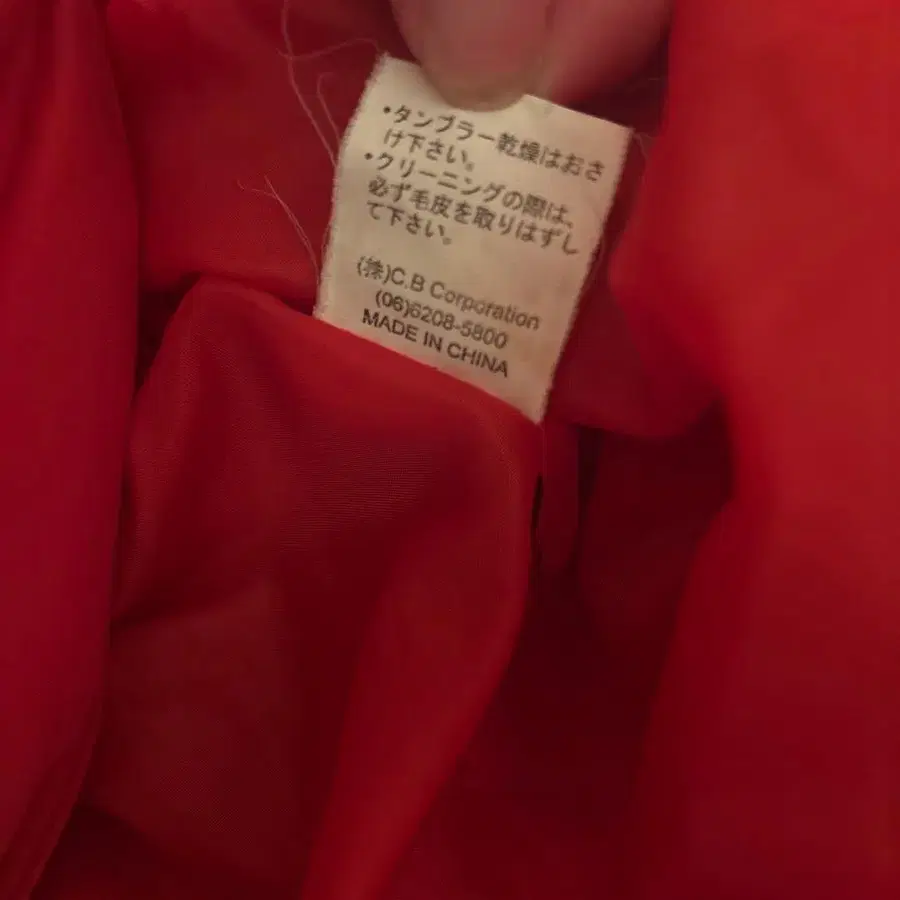 ・タンブラー乾燥はおさ
け下さい。
・クリーニングの際は、
必ず毛皮を取りはずし
て下さい。
(株)C.B Corporation
(06)6208-5800
MADE IN CHINA